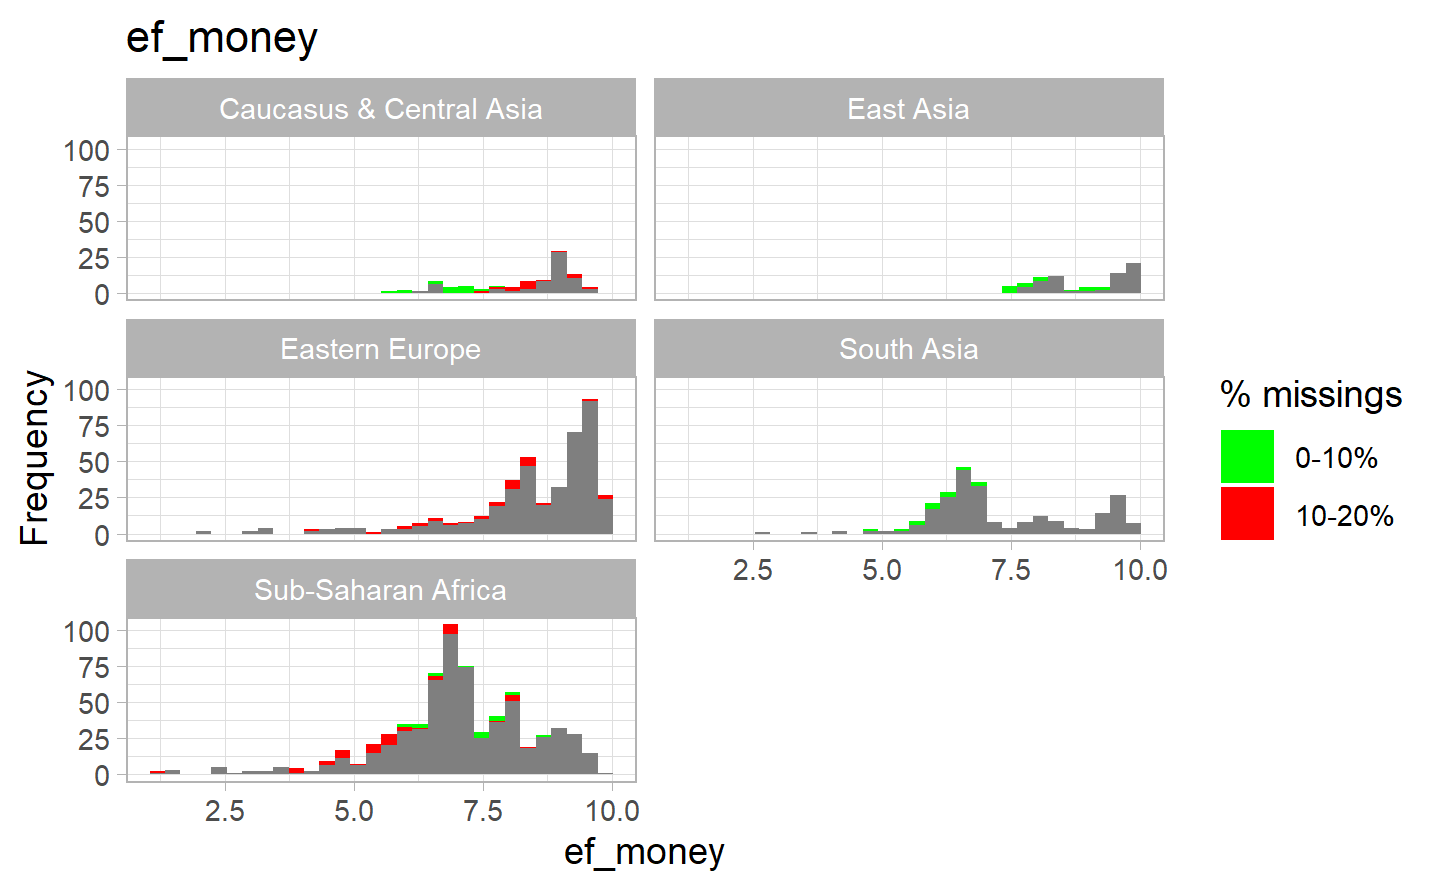 ef_money
Caucasus & Central Asia
East Asia
100
75
50
25
0
Eastern Europe
South Asia
100
75
50
25
0
2.5 5.0 7.5 10.0
Sub-Saharan Africa
100
75
50
25
0
2.5 5.0 7.5 10.0
ef_money
Frequency
% missings
0-10%
10-20%